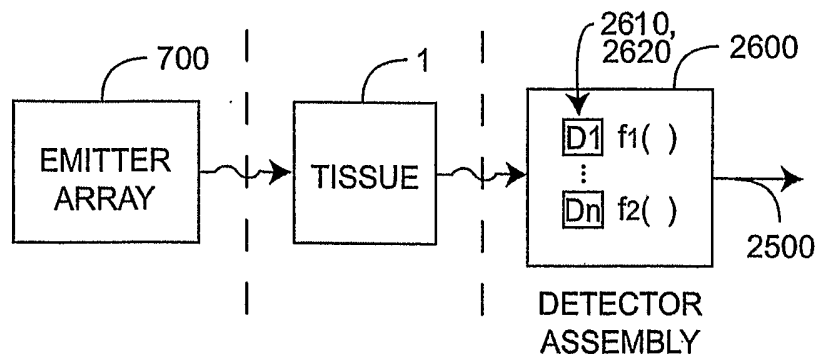 700
1
2610,
2620
2600
EMITTER
ARRAY
TISSUE
D1 f1( )
⋮
Dn f2( )
2500
DETECTOR
ASSEMBLY